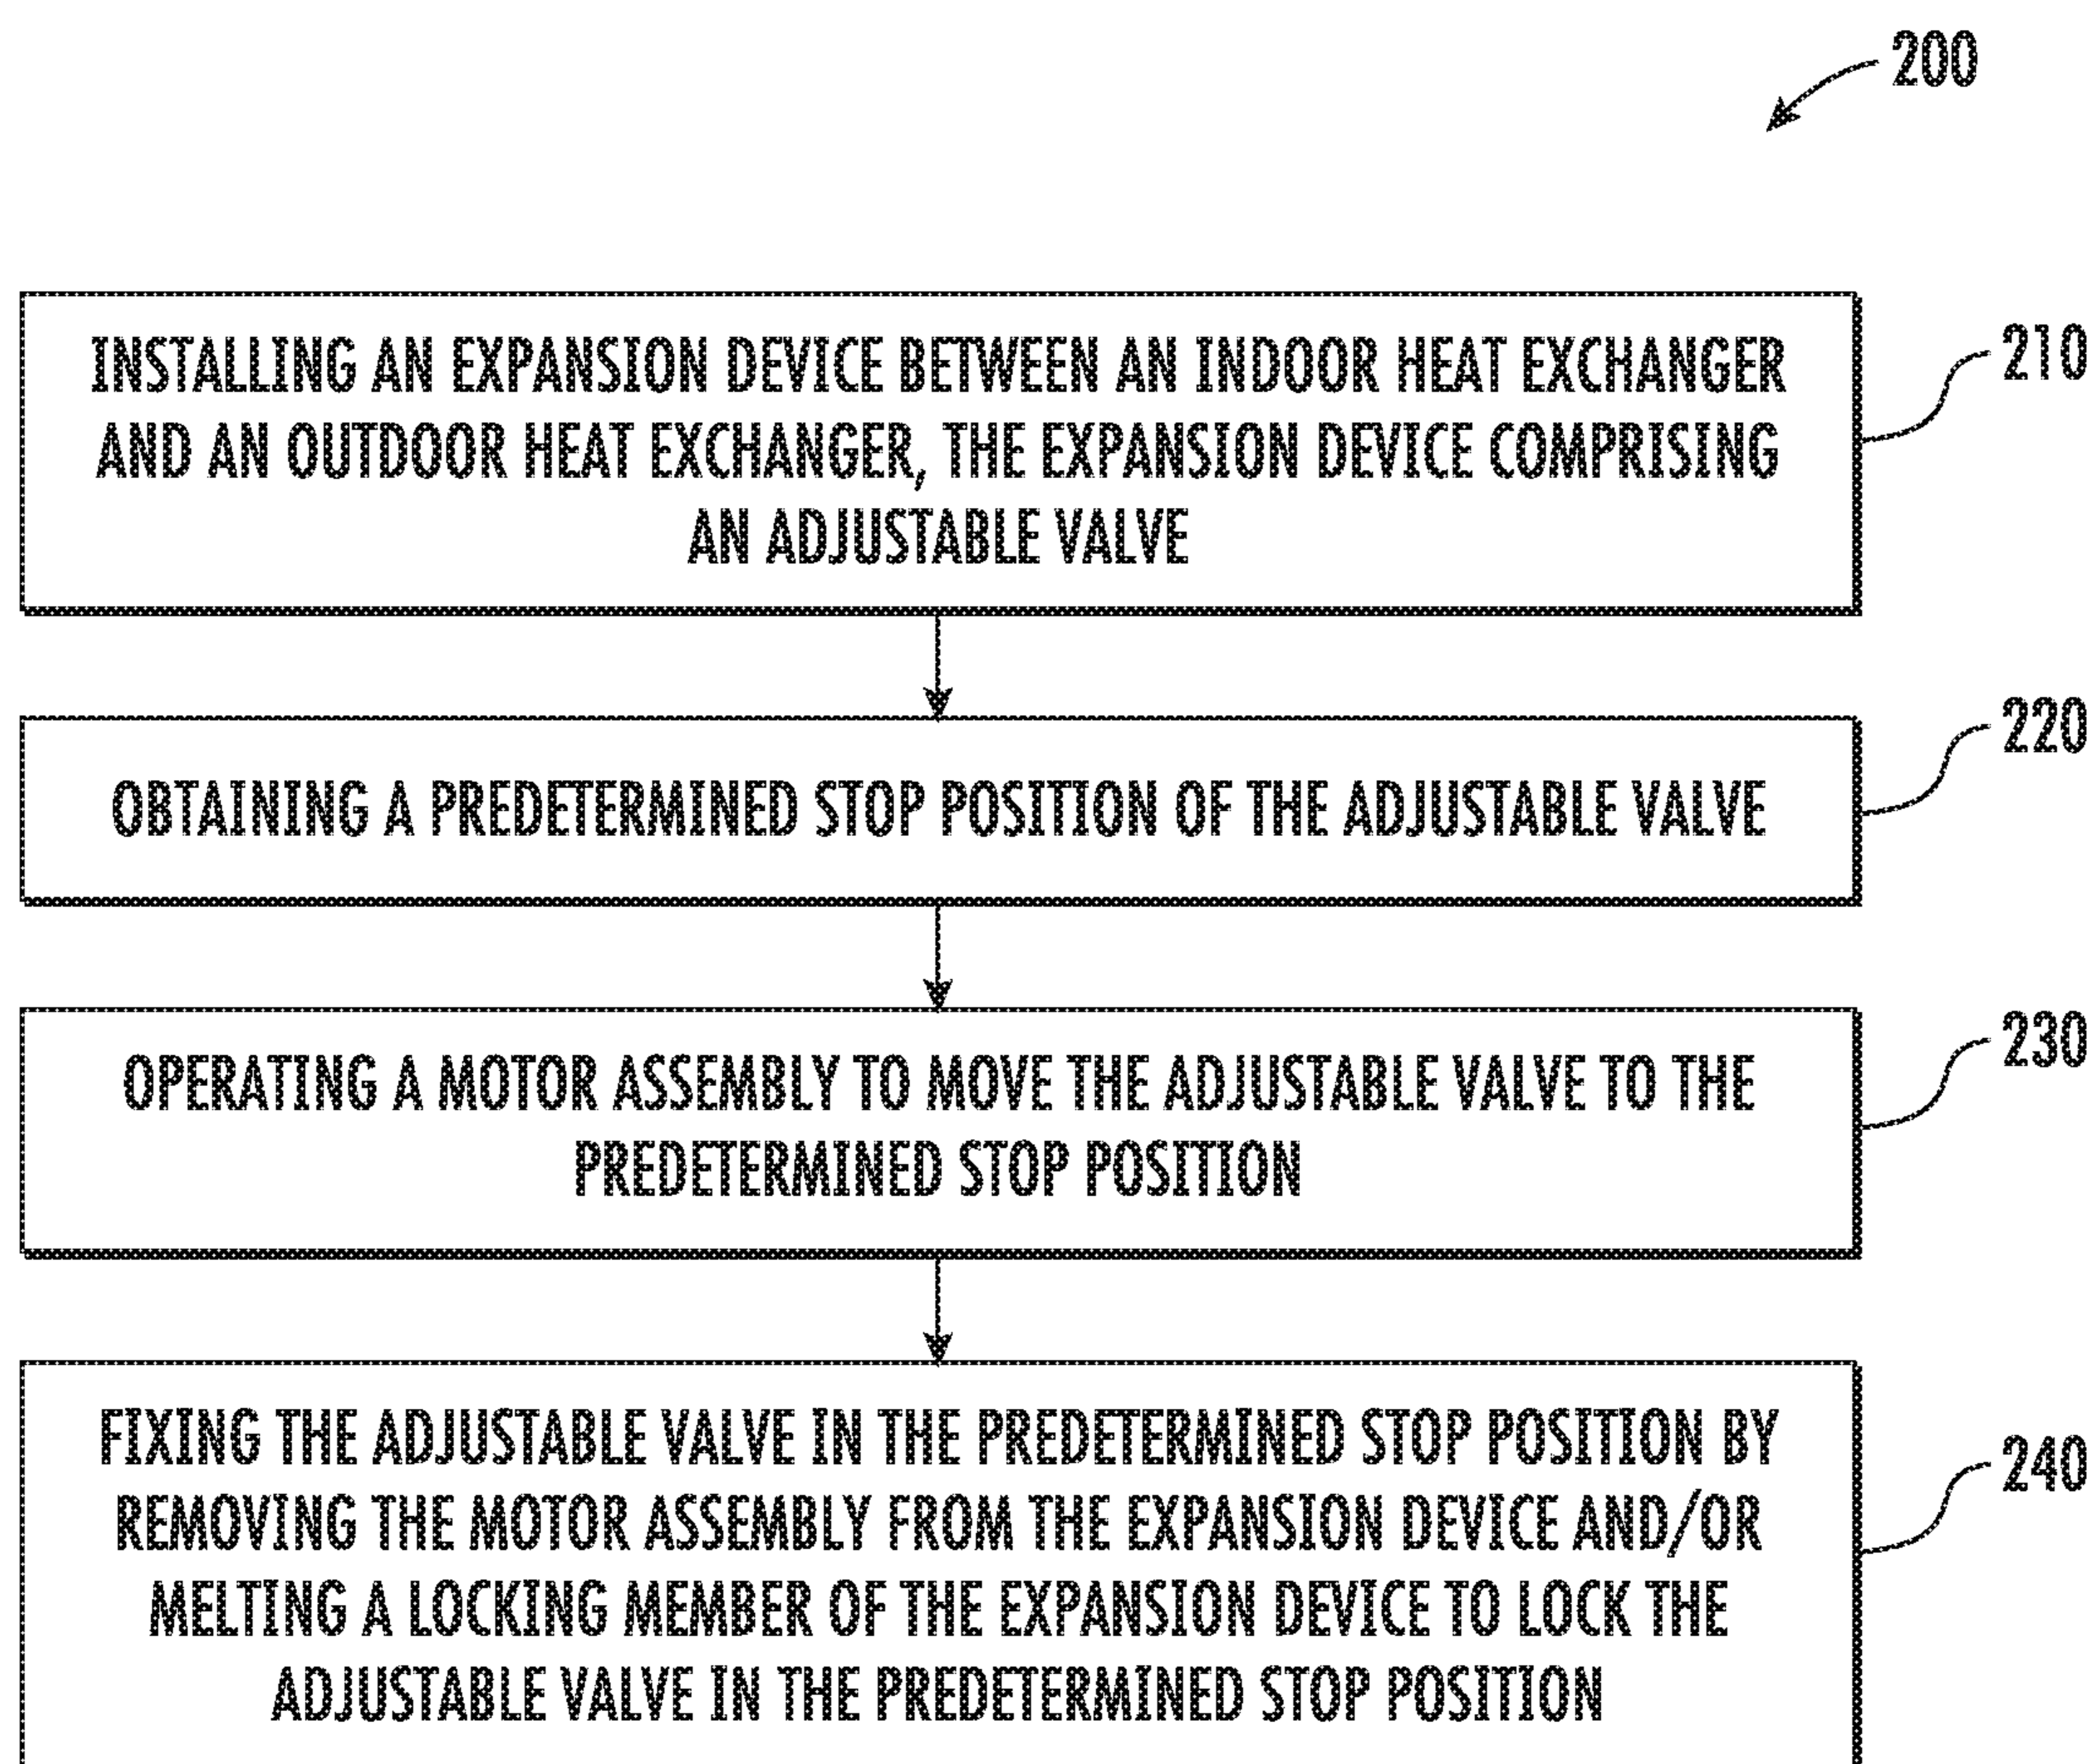 200
INSTALLING AN EXPANSION DEVICE BETWEEN AN INDOOR HEAT EXCHANGER
AND AN OUTDOOR HEAT EXCHANGER, THE EXPANSION DEVICE COMPRISING
AN ADJUSTABLE VALVE
210
OBTAINING A PREDETERMINED STOP POSITION OF THE ADJUSTABLE VALVE
220
OPERATING A MOTOR ASSEMBLY TO MOVE THE ADJUSTABLE VALVE TO THE
PREDETERMINED STOP POSITION
230
FIXING THE ADJUSTABLE VALVE IN THE PREDETERMINED STOP POSITION BY
REMOVING THE MOTOR ASSEMBLY FROM THE EXPANSION DEVICE AND/OR
MELTING A LOCKING MEMBER OF THE EXPANSION DEVICE TO LOCK THE
ADJUSTABLE VALVE IN THE PREDETERMINED STOP POSITION
240